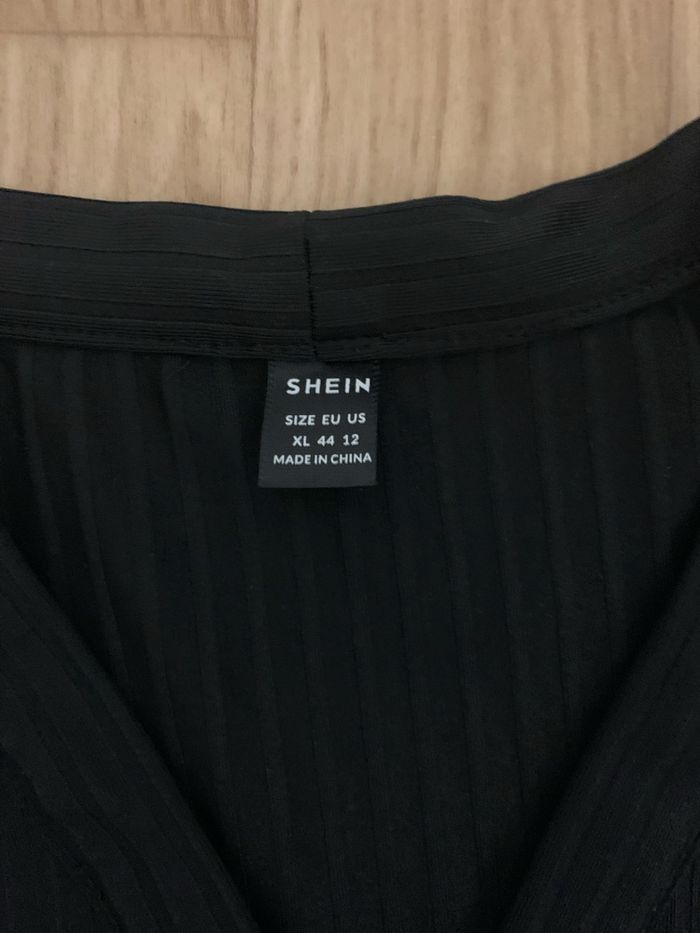 SHEIN
SIZE EU US
XL 44 12
MADE IN CHINA